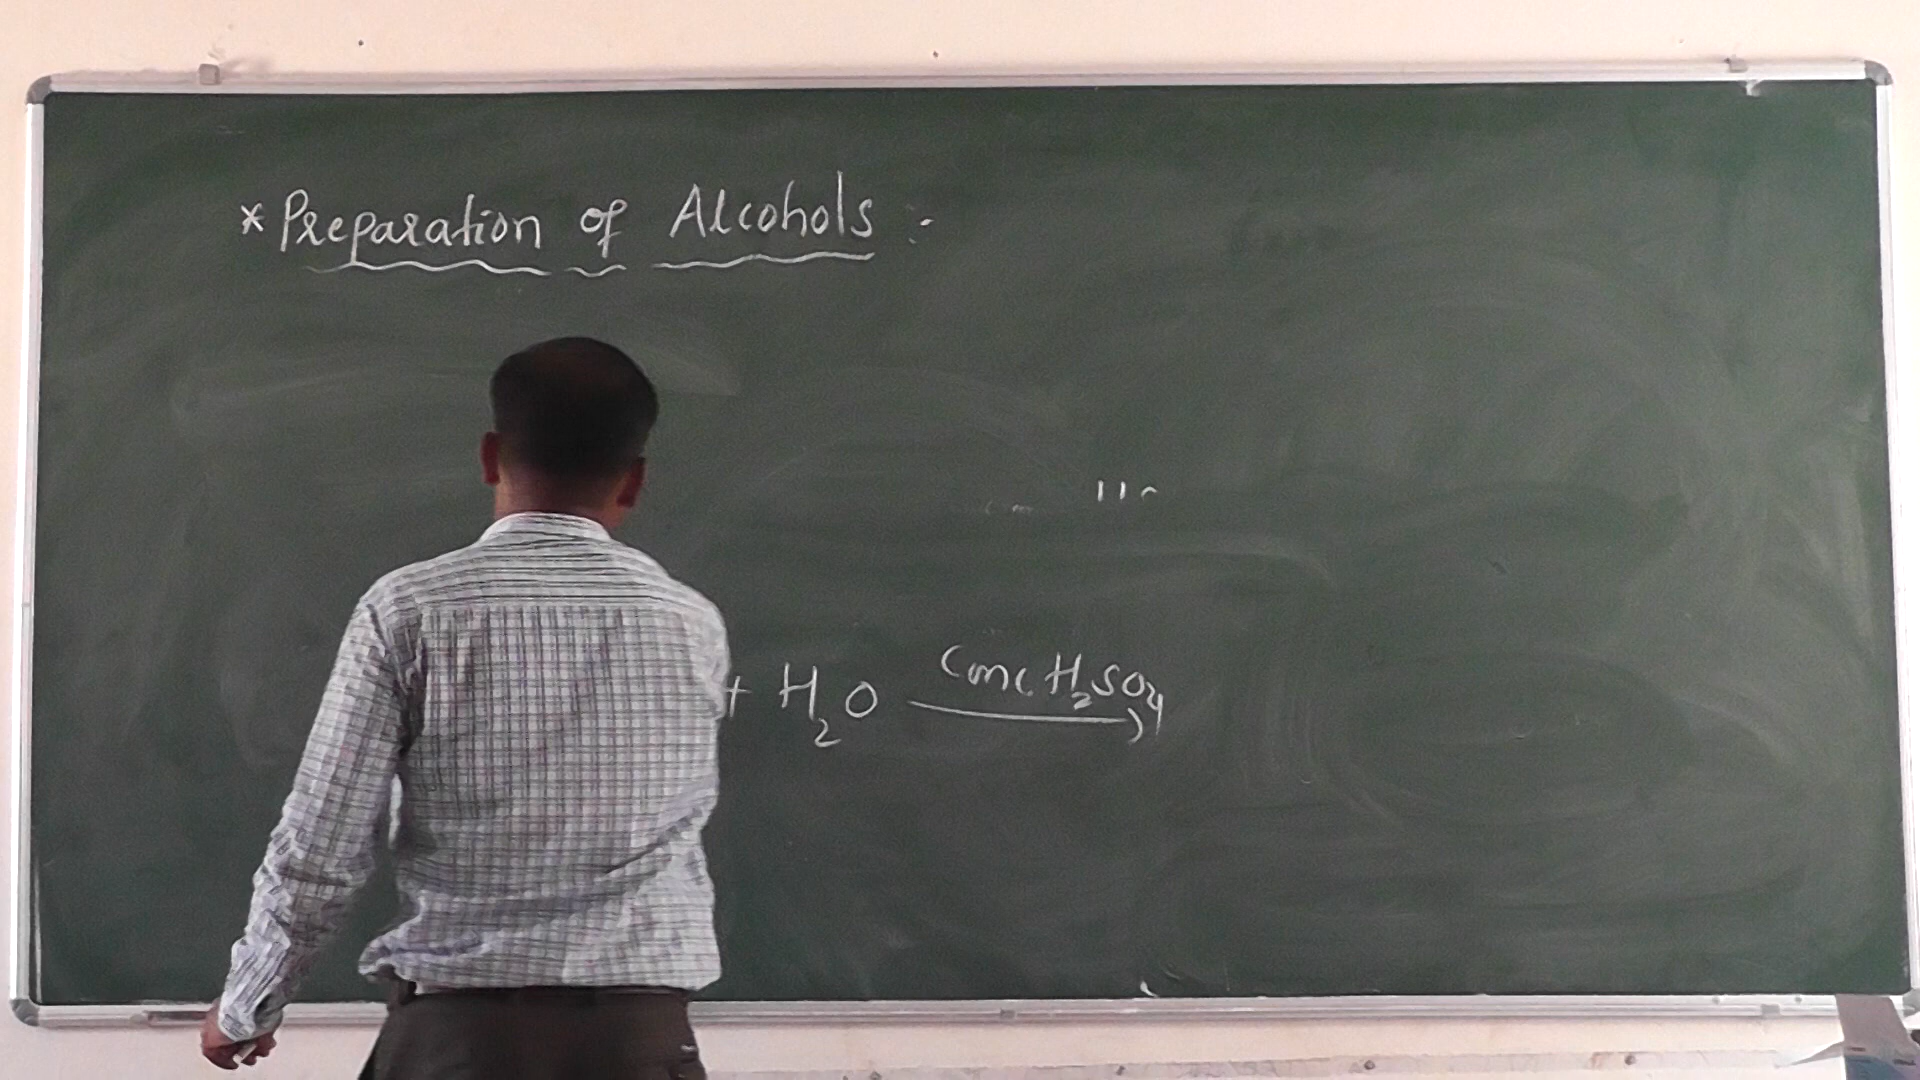 * Preparation of Alcohols :-
+ H₂O
Conc H₂SO₄